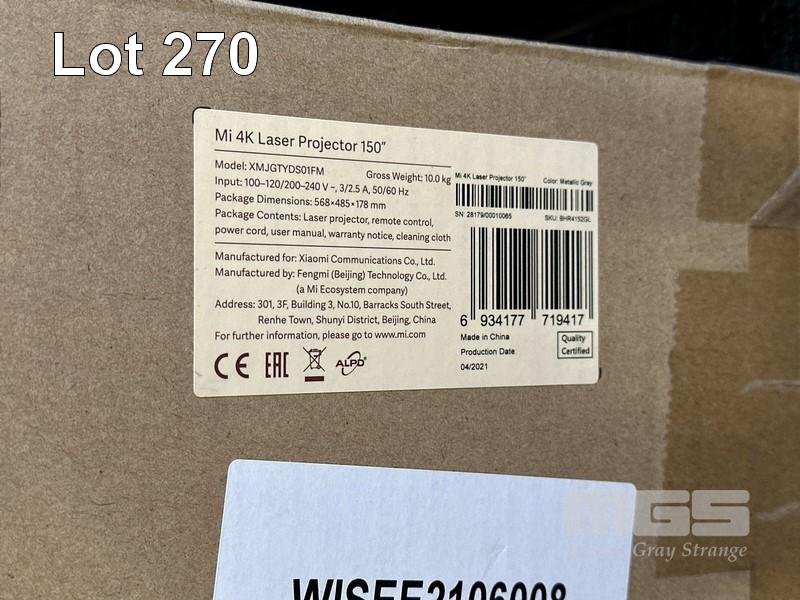 Lot 270
Mi 4K Laser Projector 150"
Model: XMJGTYDS01FM
Gross Weight: 10.0 kg
Input: 100–120/200–240 V ~, 3/2.5 A, 50/60 Hz
Package Dimensions: 568×485×178 mm
Package Contents: Laser projector, remote control,
power cord, user manual, warranty notice, cleaning cloth
Manufactured for: Xiaomi Communications Co., Ltd.
Manufactured by: Fengmi (Beijing) Technology Co., Ltd.
(a Mi Ecosystem company)
Address: 301, 3F, Building 3, No.10, Barracks South Street,
Renhe Town, Shunyi District, Beijing, China
For further information, please go to www.mi.com
CE EAC ALPD®
Mi 4K Laser Projector 150" Color: Metallic Gray
SN: 28179/00010065 SKU: BHR4152GL
6 934177 719417
Made in China
Production Date
04/2021
Quality
Certified
MGS
Gray Strange